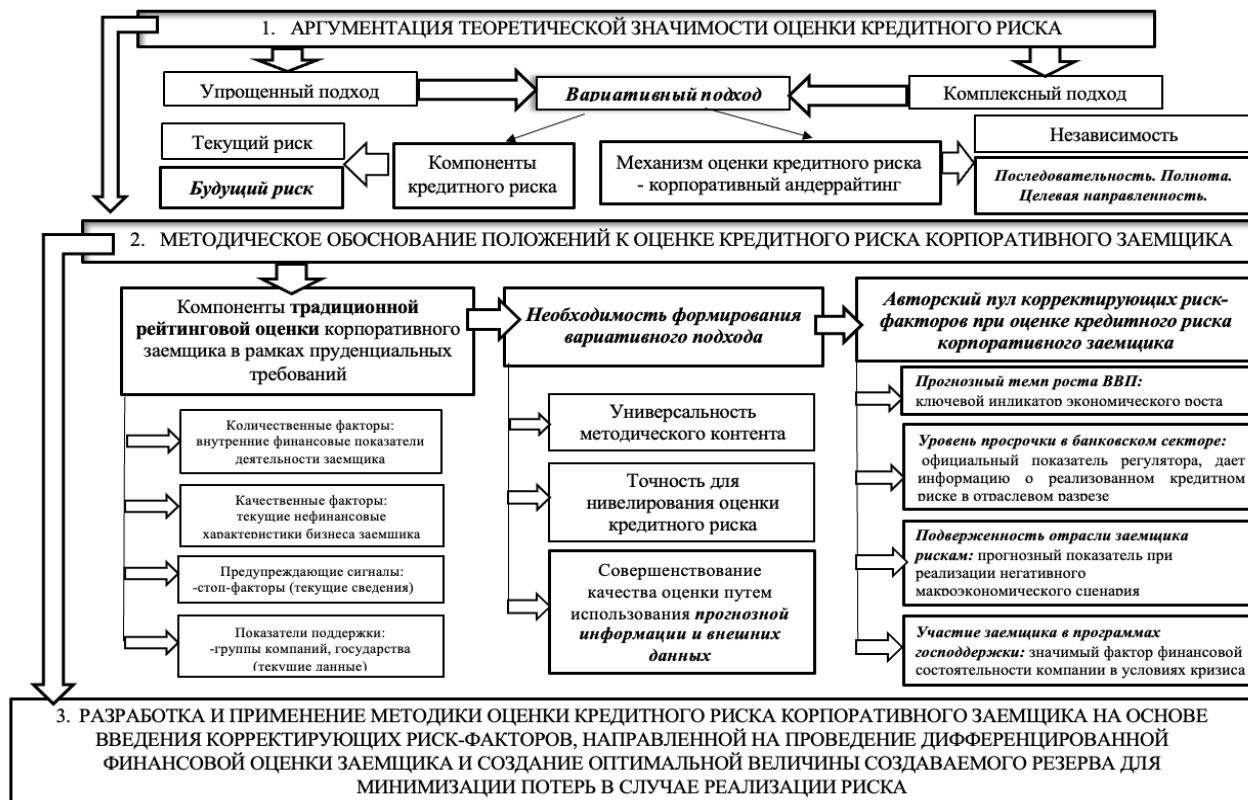 1. АРГУМЕНТАЦИЯ ТЕОРЕТИЧЕСКОЙ ЗНАЧИМОСТИ ОЦЕНКИ КРЕДИТНОГО РИСКА
Упрощенный подход
Вариативный подход
Комплексный подход
Текущий риск
Будущий риск
Компоненты
кредитного риска
Механизм оценки кредитного риска
- корпоративный андеррайтинг
Независимость
Последовательность. Полнота.
Целевая направленность.
2. МЕТОДИЧЕСКОЕ ОБОСНОВАНИЕ ПОЛОЖЕНИЙ К ОЦЕНКЕ КРЕДИТНОГО РИСКА КОРПОРАТИВНОГО ЗАЕМЩИКА
Компоненты традиционной
рейтинговой оценки корпоративного
заемщика в рамках пруденциальных
требований
Количественные факторы:
внутренние финансовые показатели
деятельности заемщика
Качественные факторы:
текущие нефинансовые
характеристики бизнеса заемщика
Предупреждающие сигналы:
-стоп-факторы (текущие сведения)
Показатели поддержки:
-группы компаний, государства
(текущие данные)
Необходимость формирования
вариативного подхода
Универсальность
методического контента
Точность для
нивелирования оценки
кредитного риска
Совершенствование
качества оценки путем
использования прогнозной
информации и внешних
данных
Авторский пул корректирующих риск-
факторов при оценке кредитного риска
корпоративного заемщика
Прогнозный темп роста ВВП:
ключевой индикатор экономического роста
Уровень просрочки в банковском секторе:
официальный показатель регулятора, дает
информацию о реализованном кредитном
риске в отраслевом разрезе
Подверженность отрасли заемщика
рискам: прогнозный показатель при
реализации негативного
макроэкономического сценария
Участие заемщика в программах
господдержки: значимый фактор финансовой
состоятельности компании в условиях кризиса
3. РАЗРАБОТКА И ПРИМЕНЕНИЕ МЕТОДИКИ ОЦЕНКИ КРЕДИТНОГО РИСКА КОРПОРАТИВНОГО ЗАЕМЩИКА НА ОСНОВЕ
ВВЕДЕНИЯ КОРРЕКТИРУЮЩИХ РИСК-ФАКТОРОВ, НАПРАВЛЕННОЙ НА ПРОВЕДЕНИЕ ДИФФЕРЕНЦИРОВАННОЙ
ФИНАНСОВОЙ ОЦЕНКИ ЗАЕМЩИКА И СОЗДАНИЕ ОПТИМАЛЬНОЙ ВЕЛИЧИНЫ СОЗДАВАЕМОГО РЕЗЕРВА ДЛЯ
МИНИМИЗАЦИИ ПОТЕРЬ В СЛУЧАЕ РЕАЛИЗАЦИИ РИСКА